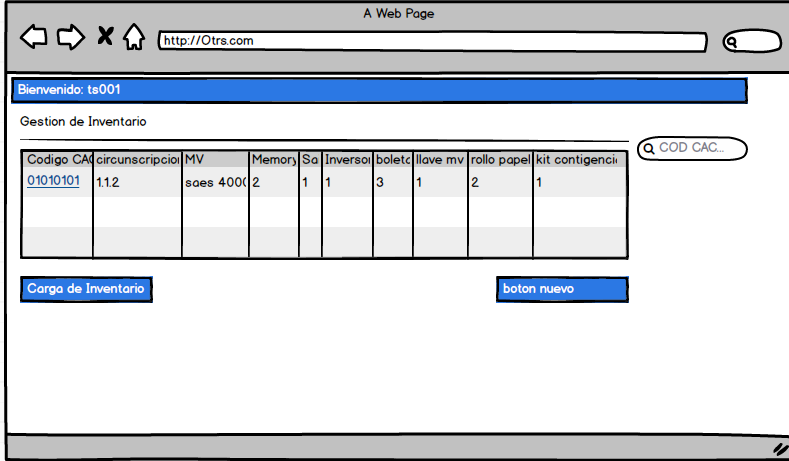 A Web Page
http://Otrs.com
Bienvenido: ts001
Gestion de Inventario
COD CAC...
Codigo CAC circunscripcion MV Memory Sa Inversor boleta llave mv rollo papel kit contigencia
01010101 1.1.2 saes 4000 2 1 1 3 1 2 1
Carga de Inventario
boton nuevo